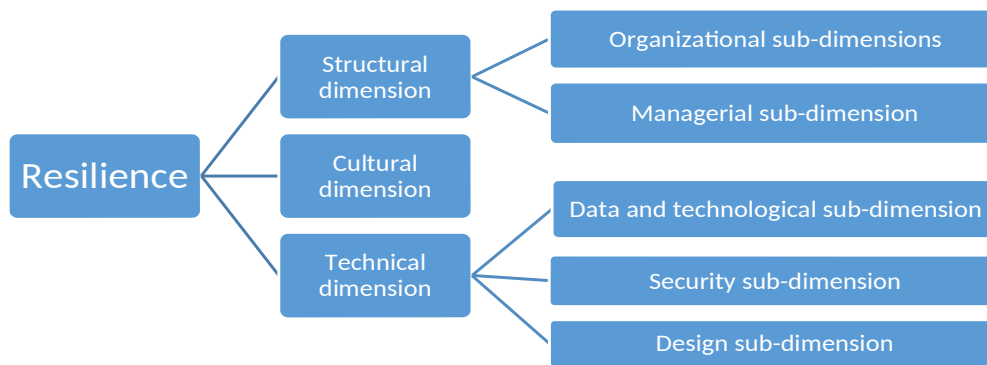 Resilience
Structural
dimension
Organizational sub-dimensions
Managerial sub-dimension
Cultural
dimension
Technical
dimension
Data and technological sub-dimension
Security sub-dimension
Design sub-dimension